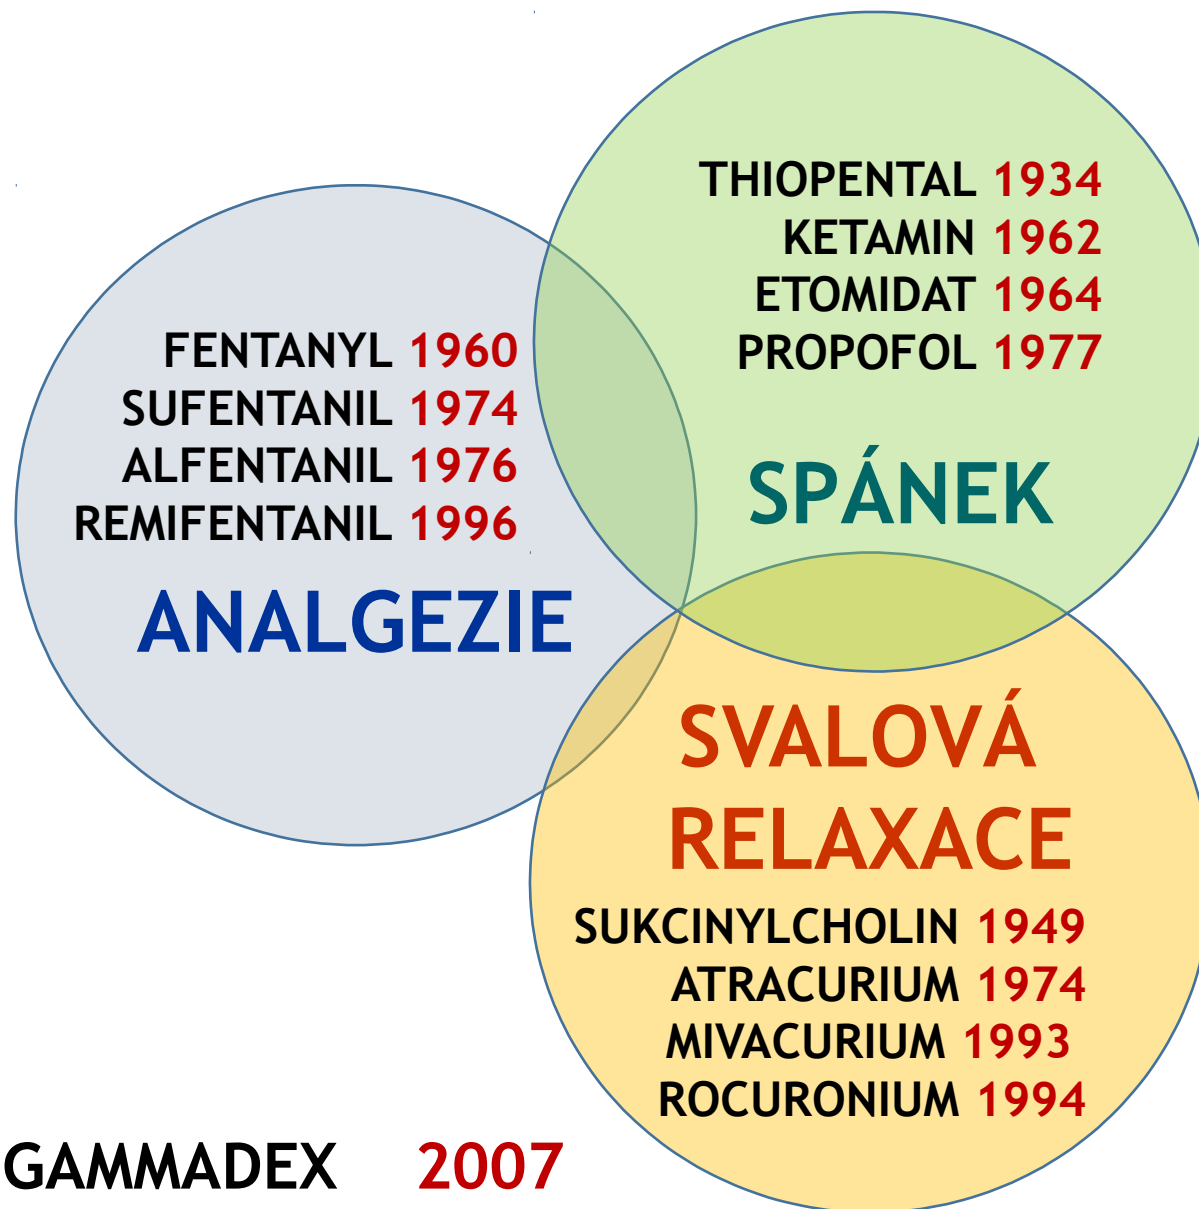 THIOPENTAL 1934
KETAMIN 1962
ETOMIDAT 1964
PROPOFOL 1977
SPÁNEK
FENTANYL 1960
SUFENTANIL 1974
ALFENTANIL 1976
REMIFENTANIL 1996
ANALGEZIE
SVALOVÁ
RELAXACE
SUKCINYLCHOLIN 1949
ATRACURIUM 1974
MIVACURIUM 1993
ROCURONIUM 1994
GAMMADEX 2007